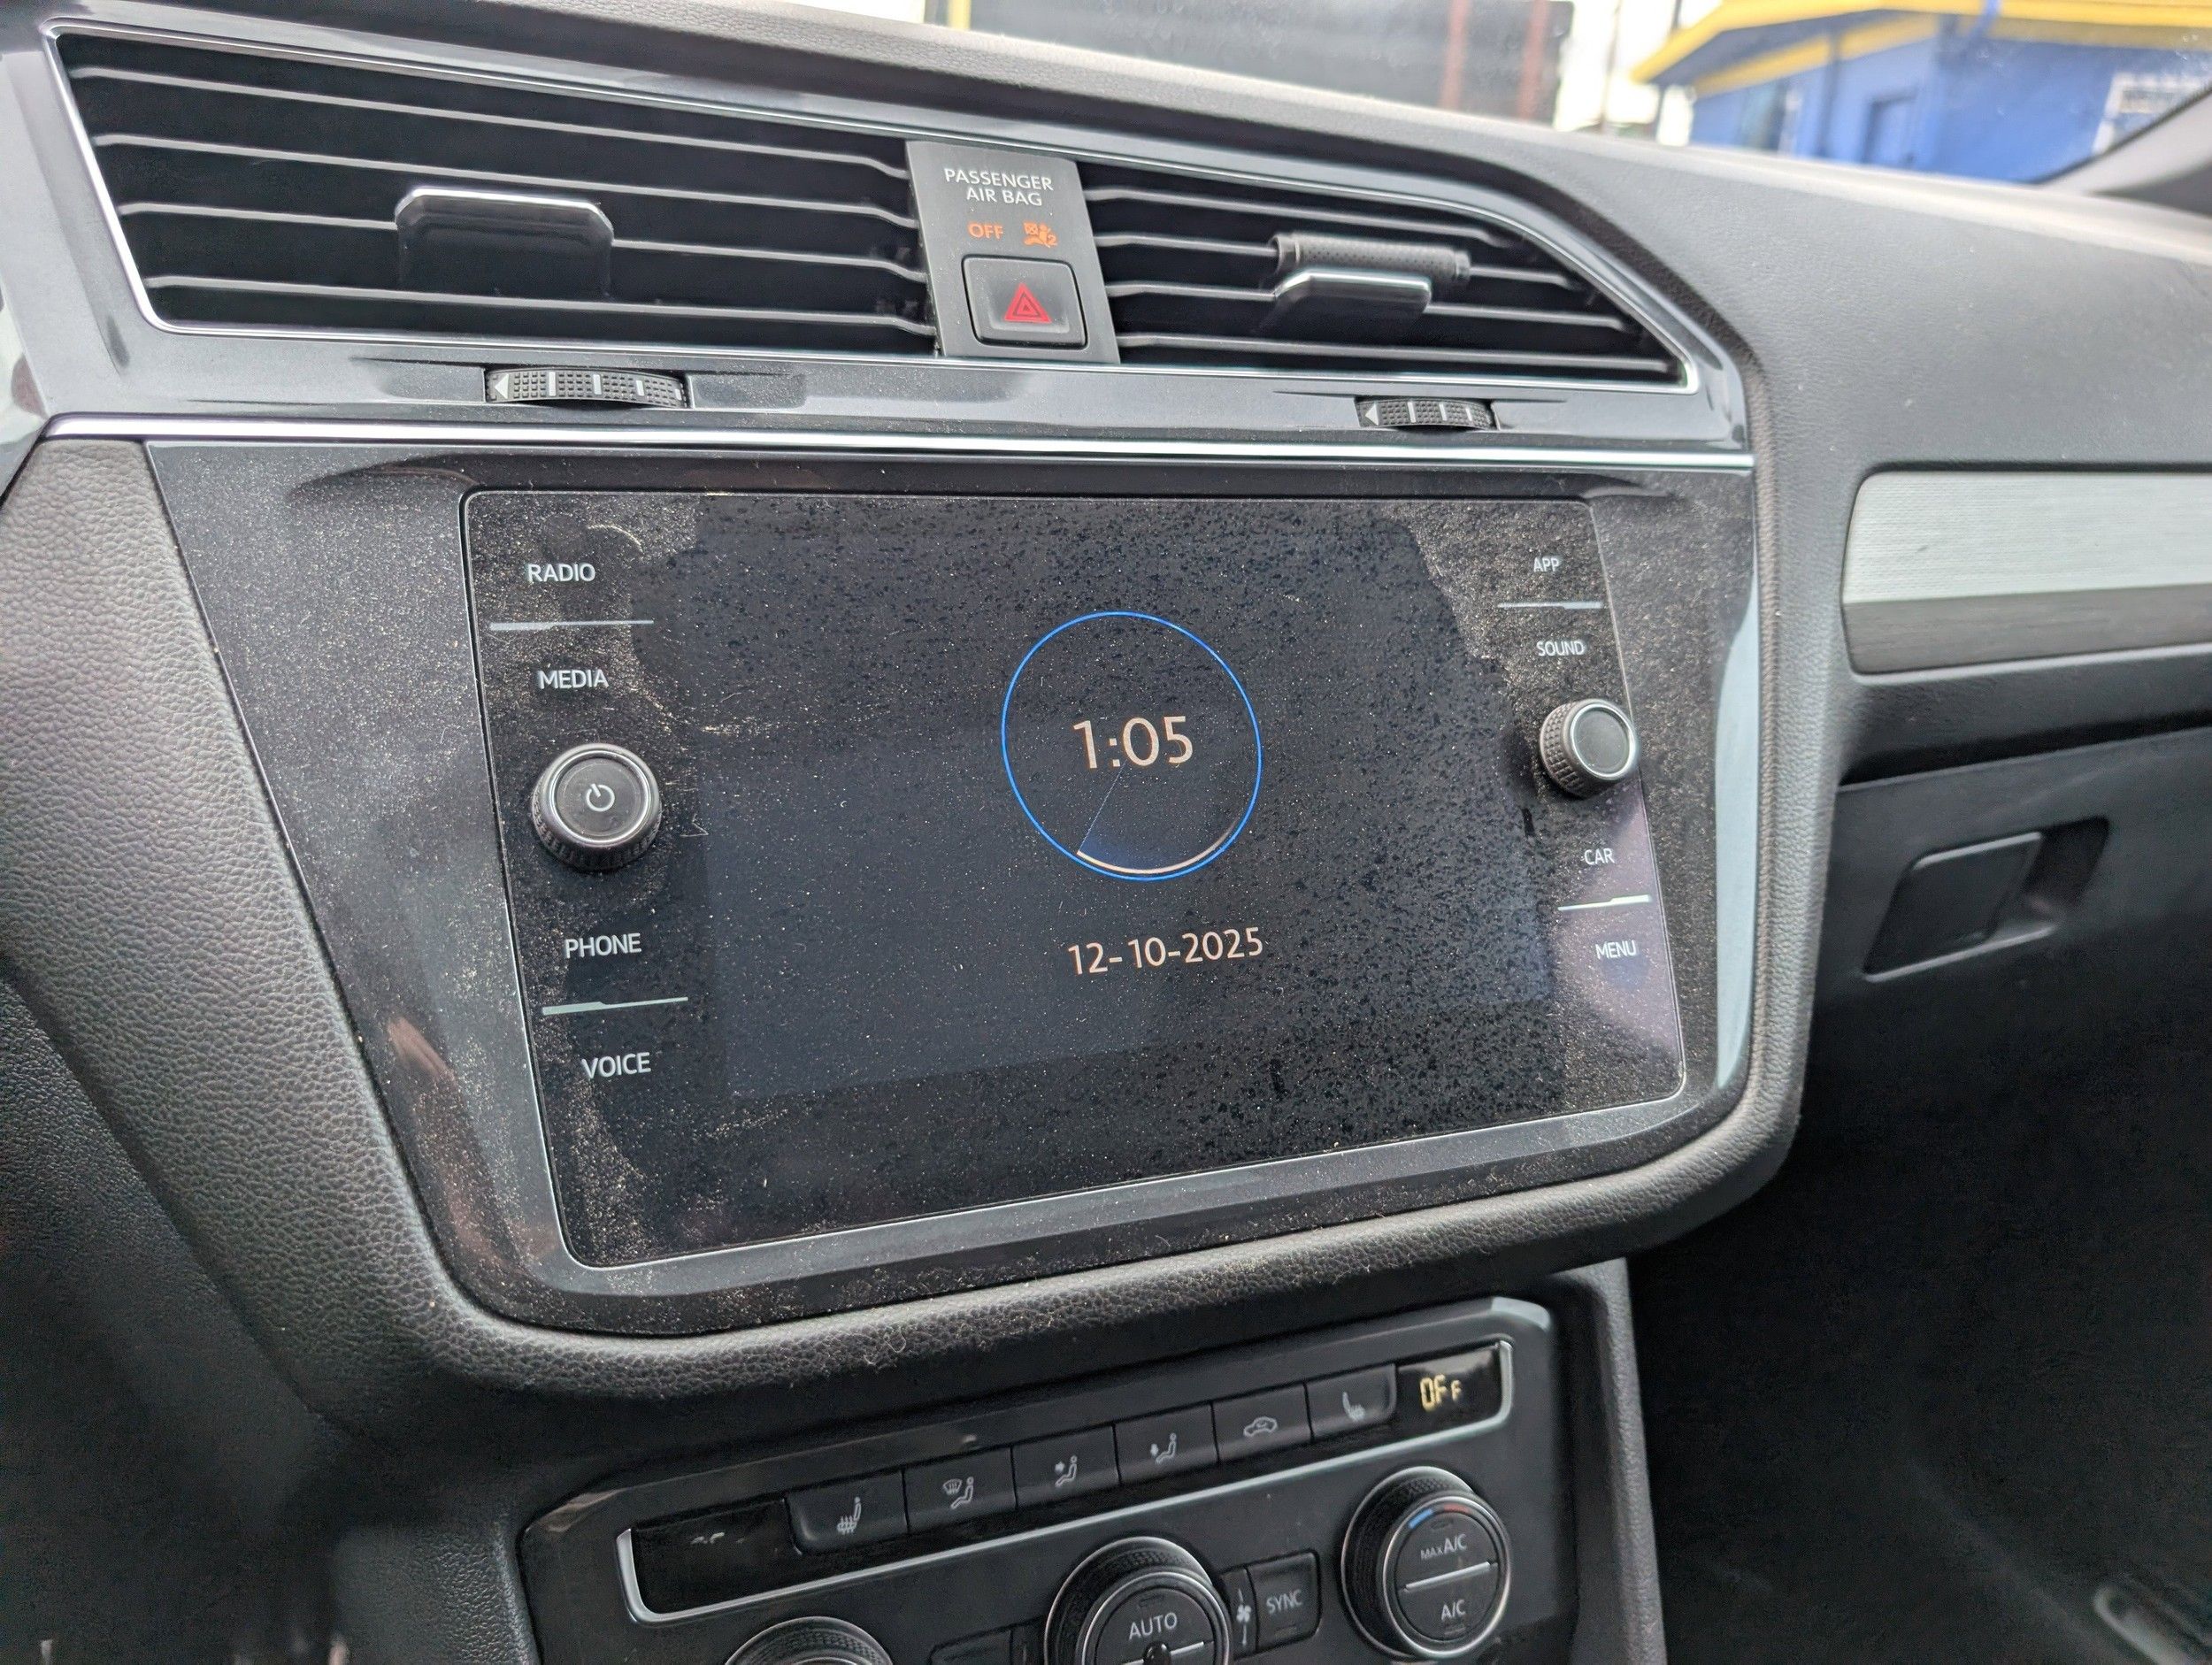 PASSENGER
AIR BAG
OFF
RADIO
MEDIA
PHONE
VOICE
1:05
12-10-2025
APP
SOUND
CAR
MENU
OFF
AUTO
SYNC
MAX A/C
A/C